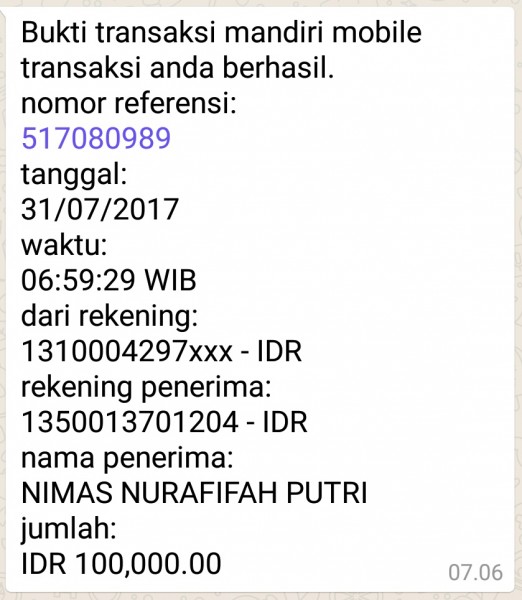 Bukti transaksi mandiri mobile
transaksi anda berhasil.
nomor referensi:
517080989
tanggal:
31/07/2017
waktu:
06:59:29 WIB
dari rekening:
1310004297xxx - IDR
rekening penerima:
1350013701204 - IDR
nama penerima:
NIMAS NURAFIFAH PUTRI
jumlah:
IDR 100,000.00
07.06